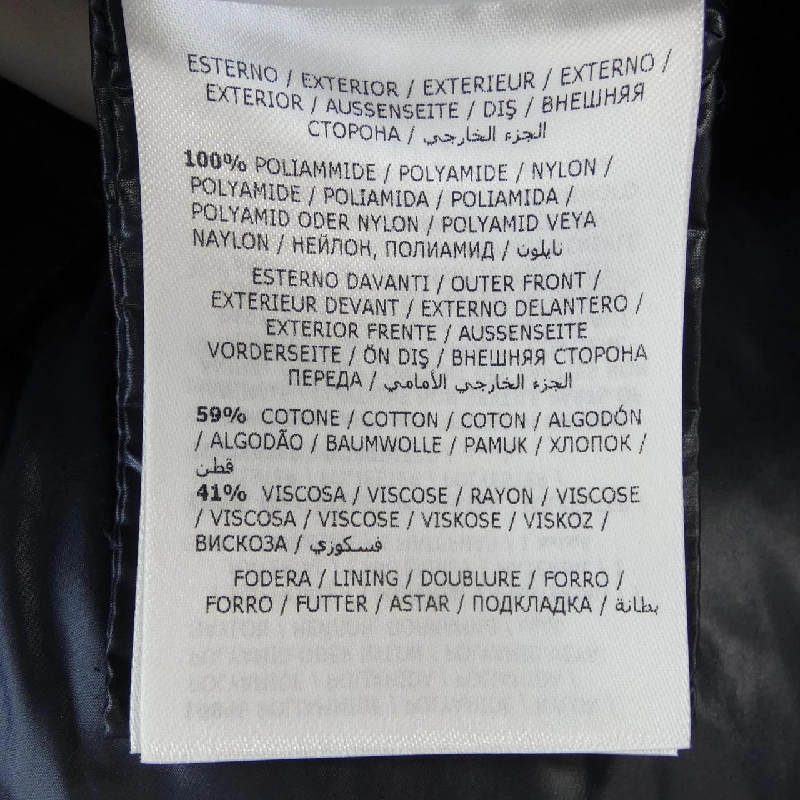 ESTERNO / EXTERIOR / EXTERIEUR / EXTERNO /
EXTERIOR / AUSSENSEITE / DIŞ / ВНЕШНЯЯ
СТОРОНА / الجزء الخارجي
100% POLIAMMIDE / POLYAMIDE / NYLON /
POLYAMIDE / POLIAMIDA / POLIAMIDA /
POLYAMID ODER NYLON / POLYAMID VEYA
NAYLON / НЕЙЛОН, ПОЛИАМИД / نايلون
ESTERNO DAVANTI / OUTER FRONT /
EXTERIEUR DEVANT / EXTERNO DELANTERO /
EXTERIOR FRENTE / AUSSENSEITE
VORDERSEITE / ÖN DIŞ / ВНЕШНЯЯ СТОРОНА
ПЕРЕДА / الجزء الخارجي الأمامي
59% COTONE / COTTON / COTON / ALGODÓN
/ ALGODÃO / BAUMWOLLE / PAMUK / ХЛОПОК /
قطن
41% VISCOSA / VISCOSE / RAYON / VISCOSE
/ VISCOSA / VISCOSE / VISKOSE / VISKOZ /
ВИСКОЗА / فسكوزي
FODERA / LINING / DOUBLURE / FORRO /
FORRO / FUTTER / ASTAR / ПОДКЛАДКА / بطانة